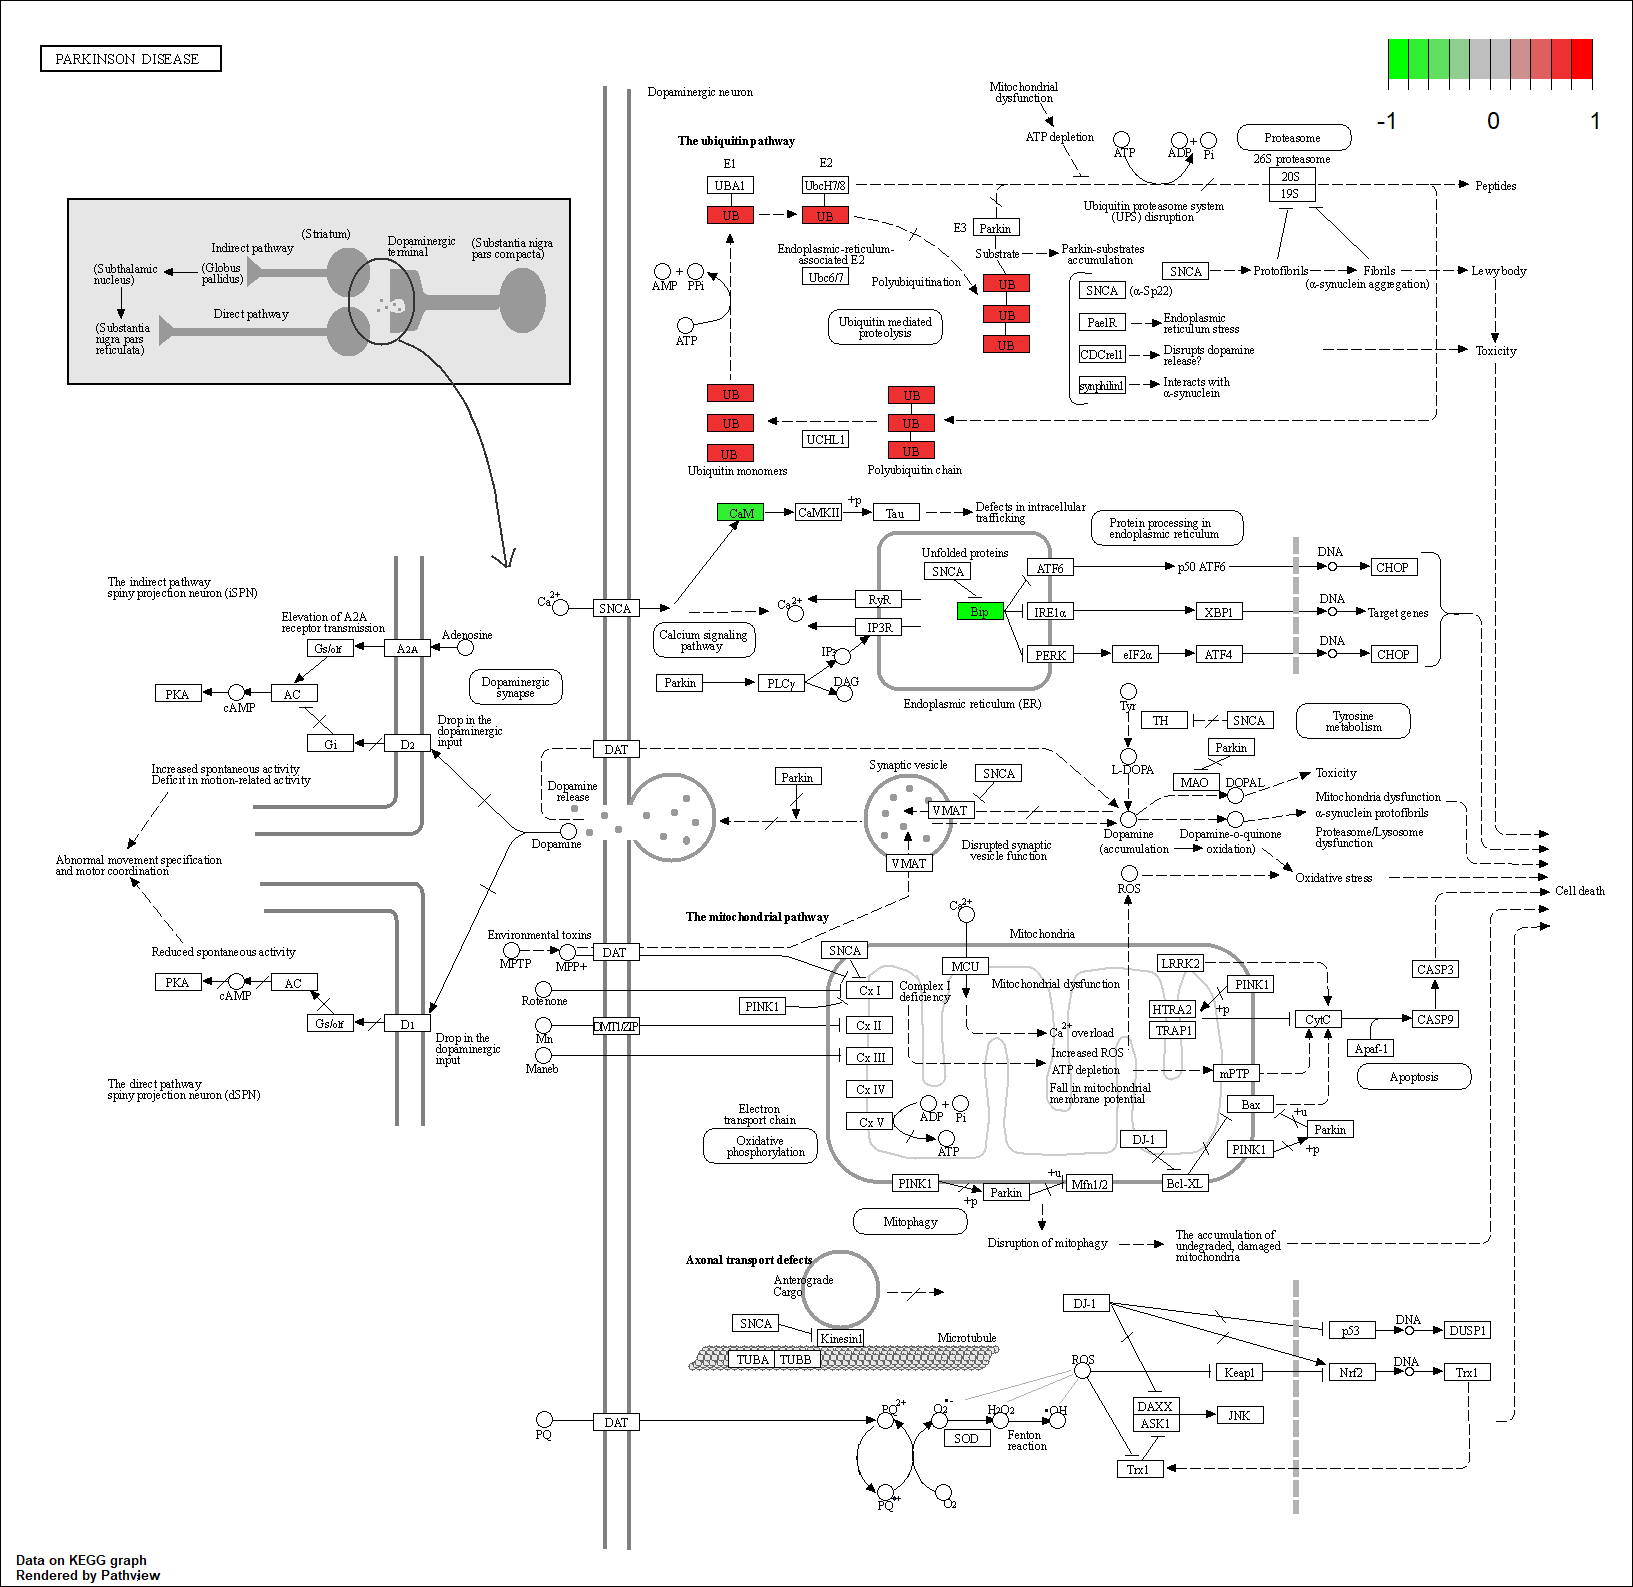 PARKINSON DISEASE
-1
0
1
Dopaminergic neuron
Mitochondrial
dysfunction
ATP depletion
ATP
ADP
+
Pi
Proteasome
26S proteasome
20S
19S
Peptides
The ubiquitin pathway
E1
E2
UBA1
UbcH7/8
UB
UB
Ubiquitin proteasome system
(UPS) disruption
E3
Parkin
Substrate
Parkin-substrates
accumulation
Endoplasmic-reticulum-
associated E2
Ubc6/7
Polyubiquitination
UB
UB
UB
AMP
+
PPi
ATP
Ubiquitin mediated
proteolysis
SNCA
Protofibrils
Fibrils
(α-synuclein aggregation)
Lewy body
SNCA
(α-Sp22)
PaelR
Endoplasmic
reticulum stress
CDCrel1
Disrupts dopamine
release?
synphilin1
Interacts with
α-synuclein
Toxicity
UB
UB
UB
Ubiquitin monomers
UCHL1
UB
UB
UB
Polyubiquitin chain
(Striatum)
Indirect pathway
(Subthalamic
nucleus)
(Globus
pallidus)
Dopaminergic
terminal
(Substantia nigra
pars compacta)
Direct pathway
(Substantia
nigra pars
reticulata)
CaM
CaMKII
+p
Tau
Defects in intracellular
trafficking
Protein processing in
endoplasmic reticulum
Unfolded proteins
SNCA
Bip
ATF6
p50 ATF6
DNA
CHOP
IRE1α
XBP1
DNA
Target genes
PERK
eIF2α
ATF4
DNA
CHOP
RyR
IP3R
Endoplasmic reticulum (ER)
Ca2+
SNCA
Ca2+
Calcium signaling
pathway
IP3
DAG
Parkin
PLCγ
The indirect pathway
spiny projection neuron (iSPN)
Elevation of A2A
receptor transmission
Gs/olf
A2A
Adenosine
PKA
cAMP
AC
Gi
D2
Drop in the
dopaminergic
input
Dopaminergic
synapse
Increased spontaneous activity
Deficit in motion-related activity
Abnormal movement specification
and motor coordination
Reduced spontaneous activity
PKA
cAMP
AC
Gs/olf
D1
Drop in the
dopaminergic
input
The direct pathway
spiny projection neuron (dSPN)
DAT
Dopamine
release
Dopamine
Parkin
Synaptic vesicle
SNCA
VMAT
VMAT
Disrupted synaptic
vesicle function
Tyr
TH
SNCA
Tyrosine
metabolism
L-DOPA
Parkin
MAO
DOPAL
Toxicity
Dopamine
(accumulation
Dopamine-o-quinone
oxidation)
Mitochondria dysfunction
α-synuclein protofibrils
Proteasome/Lysosome
dysfunction
ROS
Oxidative stress
Cell death
The mitochondrial pathway
Environmental toxins
MPTP
MPP+
DAT
Rotenone
Mn
DMT1/ZIP
Maneb
SNCA
PINK1
Ca2+
MCU
Mitochondria
Cx I
Cx II
Cx III
Cx IV
Cx V
Complex I
deficiency
Mitochondrial dysfunction
Ca2+ overload
Increased ROS
ATP depletion
Fall in mitochondrial
membrane potential
ADP
+
Pi
ATP
Electron
transport chain
Oxidative
phosphorylation
LRRK2
PINK1
HTRA2
+p
TRAP1
CytC
mPTP
Bax
CASP3
CASP9
Apaf-1
Apoptosis
+u
Parkin
PINK1
+p
DJ-1
Bcl-XL
PINK1
+p
Parkin
+u
Mfn1/2
Mitophagy
Disruption of mitophagy
The accumulation of
undegraded, damaged
mitochondria
Axonal transport defects
Anterograde
Cargo
SNCA
Kinesin1
Microtubule
TUBA
TUBB
DJ-1
p53
DNA
DUSP1
ROS
Keap1
Nrf2
DNA
Trx1
DAXX
ASK1
JNK
Trx1
PQ
DAT
PQ2+
O2•-
H2O2
•OH
SOD
Fenton
reaction
PQ•+
O2
Data on KEGG graph
Rendered by Pathview